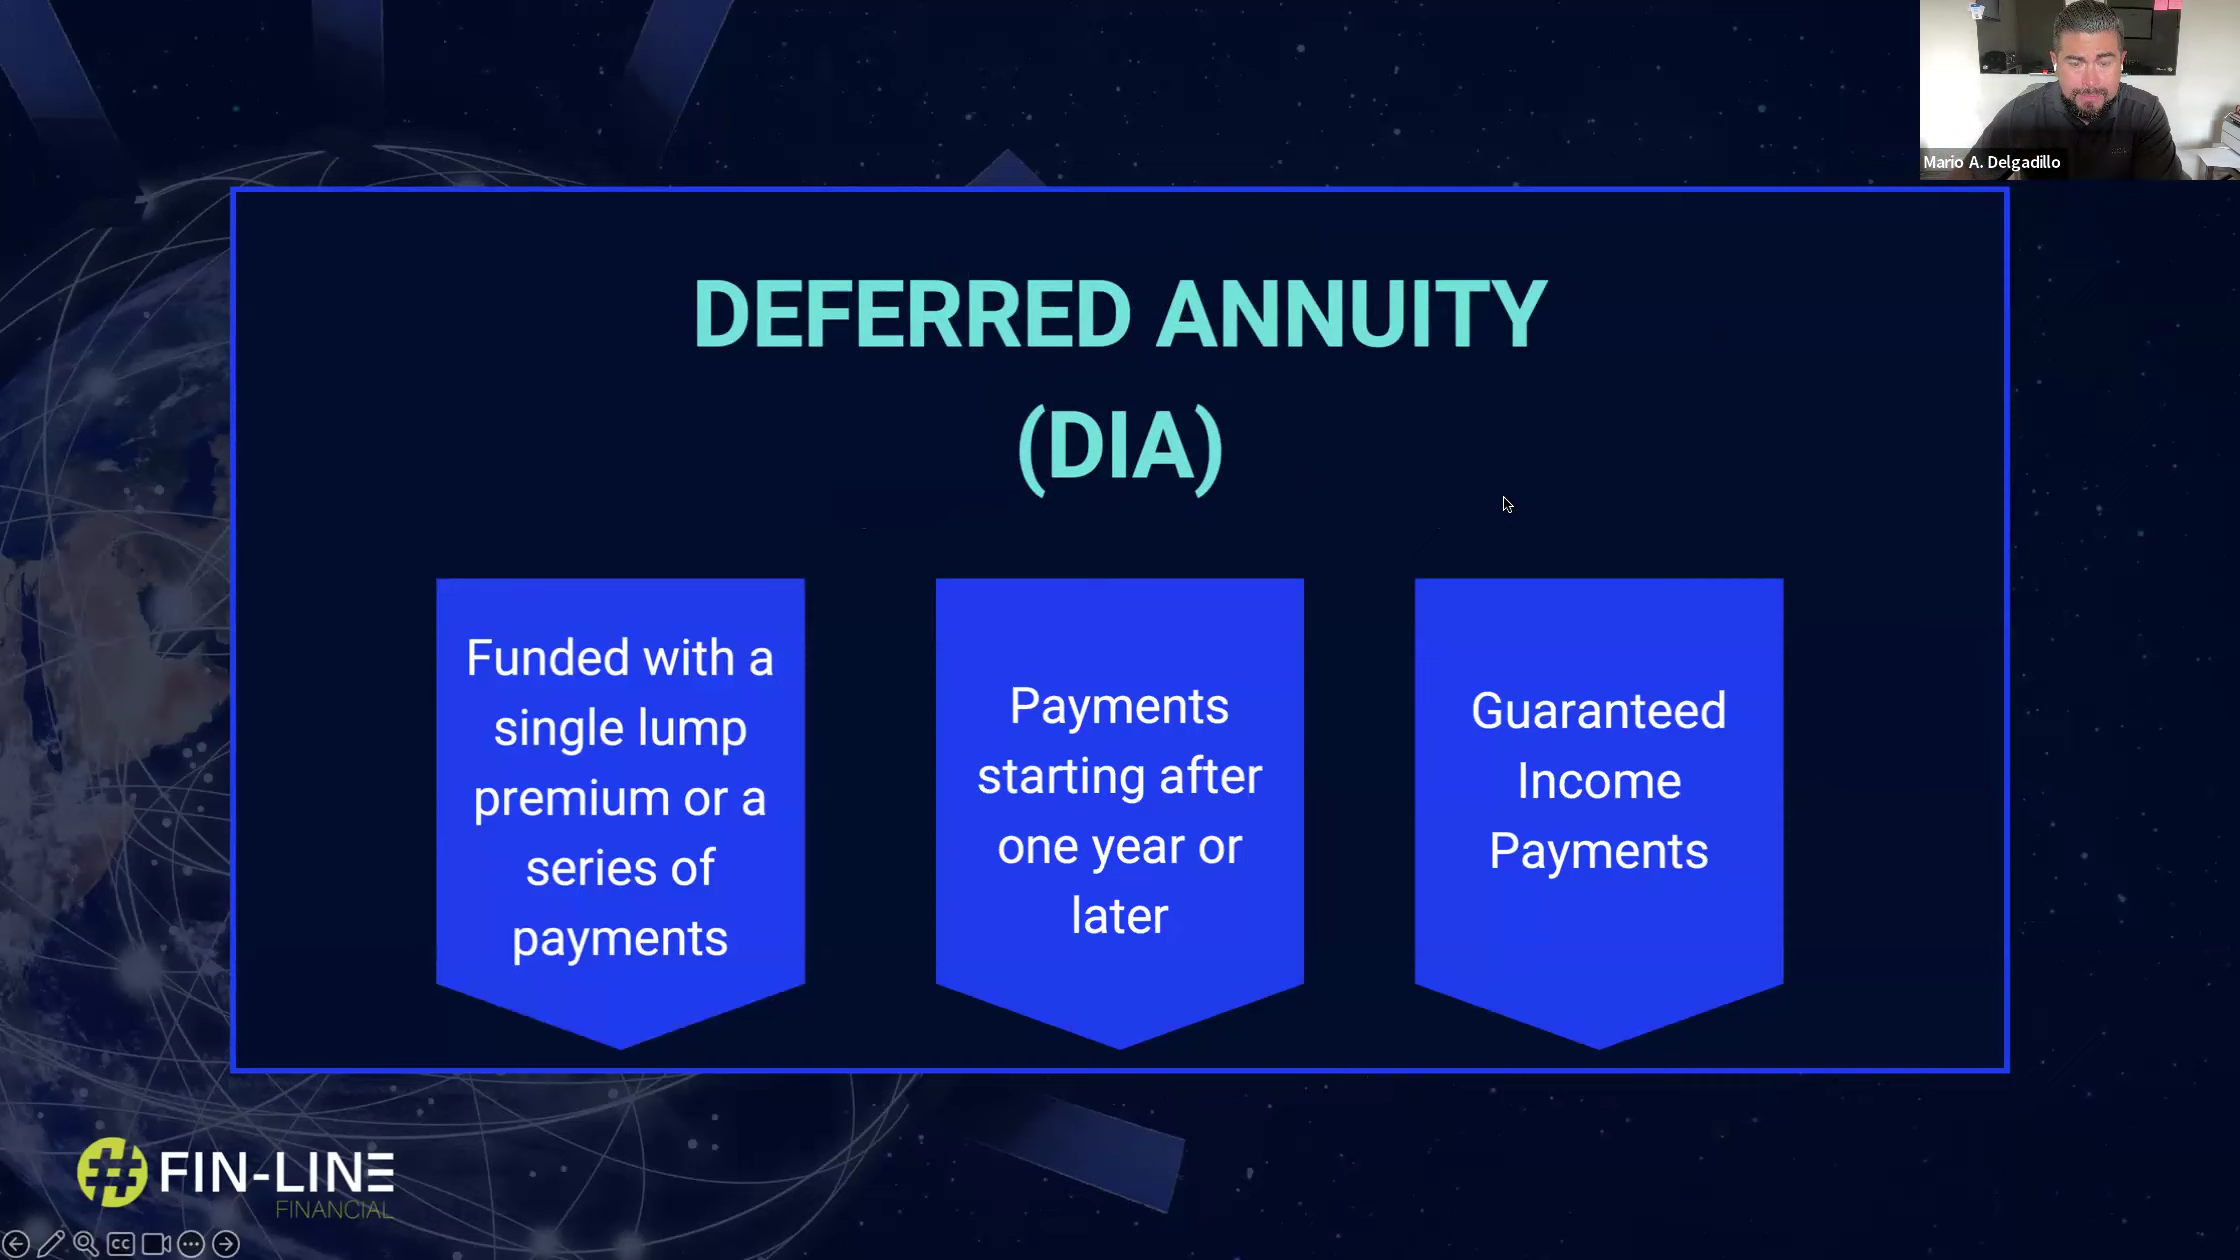 Mario A. Delgadillo
DEFERRED ANNUITY
(DIA)
Funded with a
single lump
premium or a
series of
payments
Payments
starting after
one year or
later
Guaranteed
Income
Payments
# FIN-LINE
FINANCIAL
CC